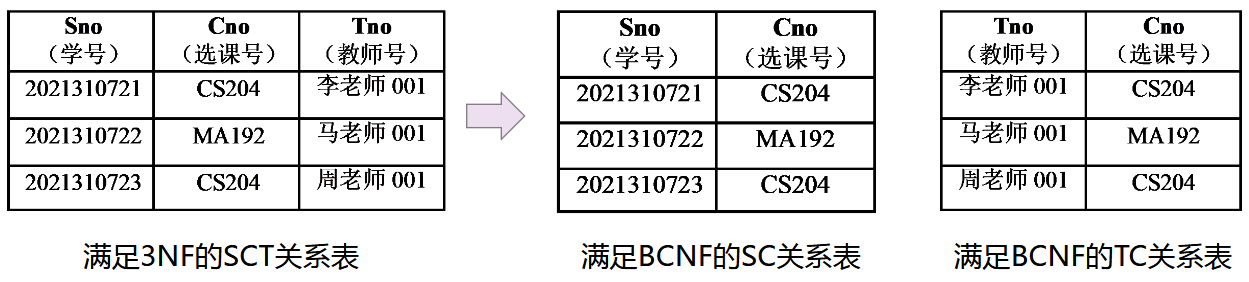 Sno Cno Tno
（学号） （选课号） （教师号）
2021310721 CS204 李老师 001
2021310722 MA192 马老师 001
2021310723 CS204 周老师 001
满足3NF的SCT关系表
Sno Cno
（学号） （选课号）
2021310721 CS204
2021310722 MA192
2021310723 CS204
满足BCNF的SC关系表
Tno Cno
（教师号） （选课号）
李老师 001 CS204
马老师 001 MA192
周老师 001 CS204
满足BCNF的TC关系表